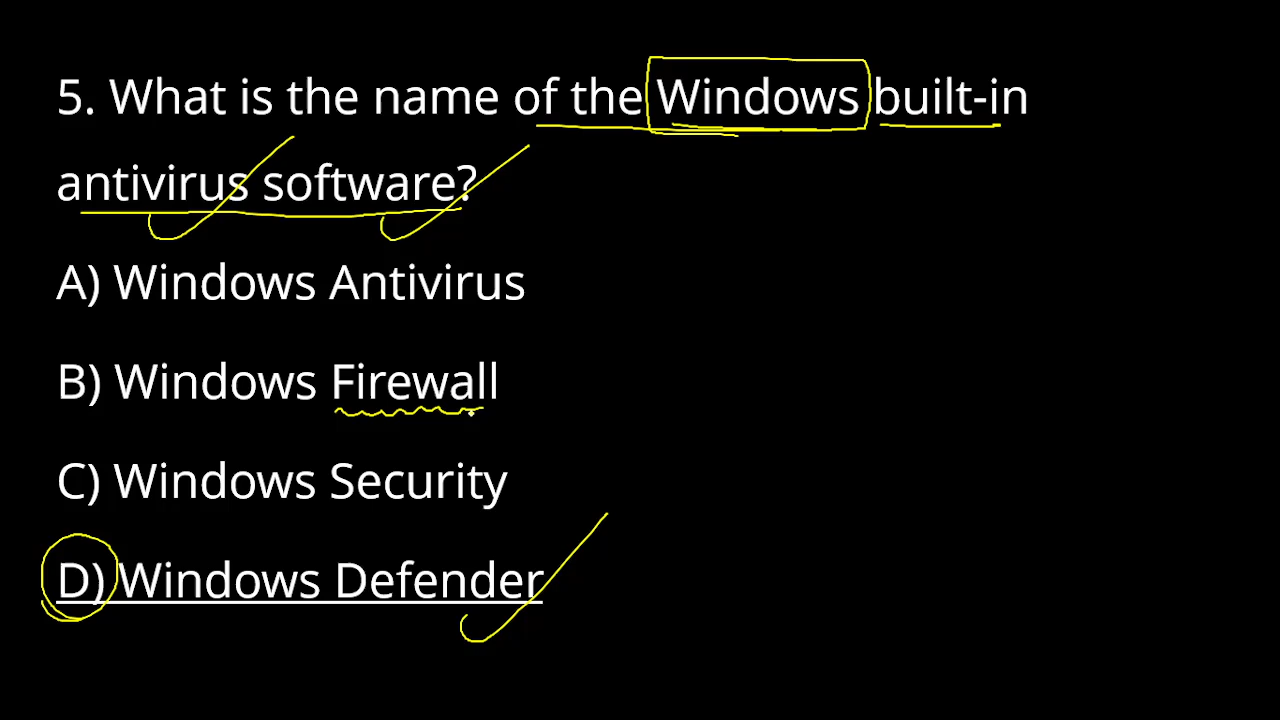 5. What is the name of the Windows built-in
antivirus software?
A) Windows Antivirus
B) Windows Firewall
C) Windows Security
D) Windows Defender